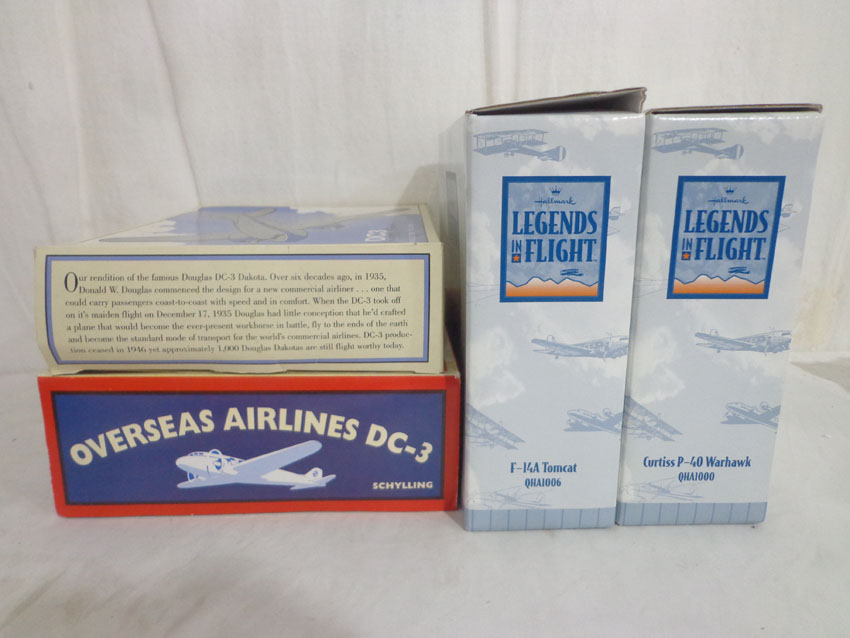 DC-3
Our rendition of the famous Douglas DC-3 Dakota. Over six decades ago, in 1935,
Donald W. Douglas commenced the design for a new commercial airliner . . . one that
could carry passengers coast-to-coast with speed and in comfort. When the DC-3 took off
on it's maiden flight on December 17, 1935 Douglas had little conception that he'd crafted
a plane that would become the ever-present workhorse in battle, fly to the ends of the earth
and become the standard mode of transport for the world's commercial airlines. DC-3 produc-
tion ceased in 1946 yet approximately 1,000 Douglas Dakotas are still flight worthy today.
OVERSEAS AIRLINES DC-3
SCHYLLING
Hallmark
LEGENDS
IN FLIGHT™
F-14A Tomcat
QHA1006
Hallmark
LEGENDS
IN FLIGHT™
Curtiss P-40 Warhawk
QHA1000